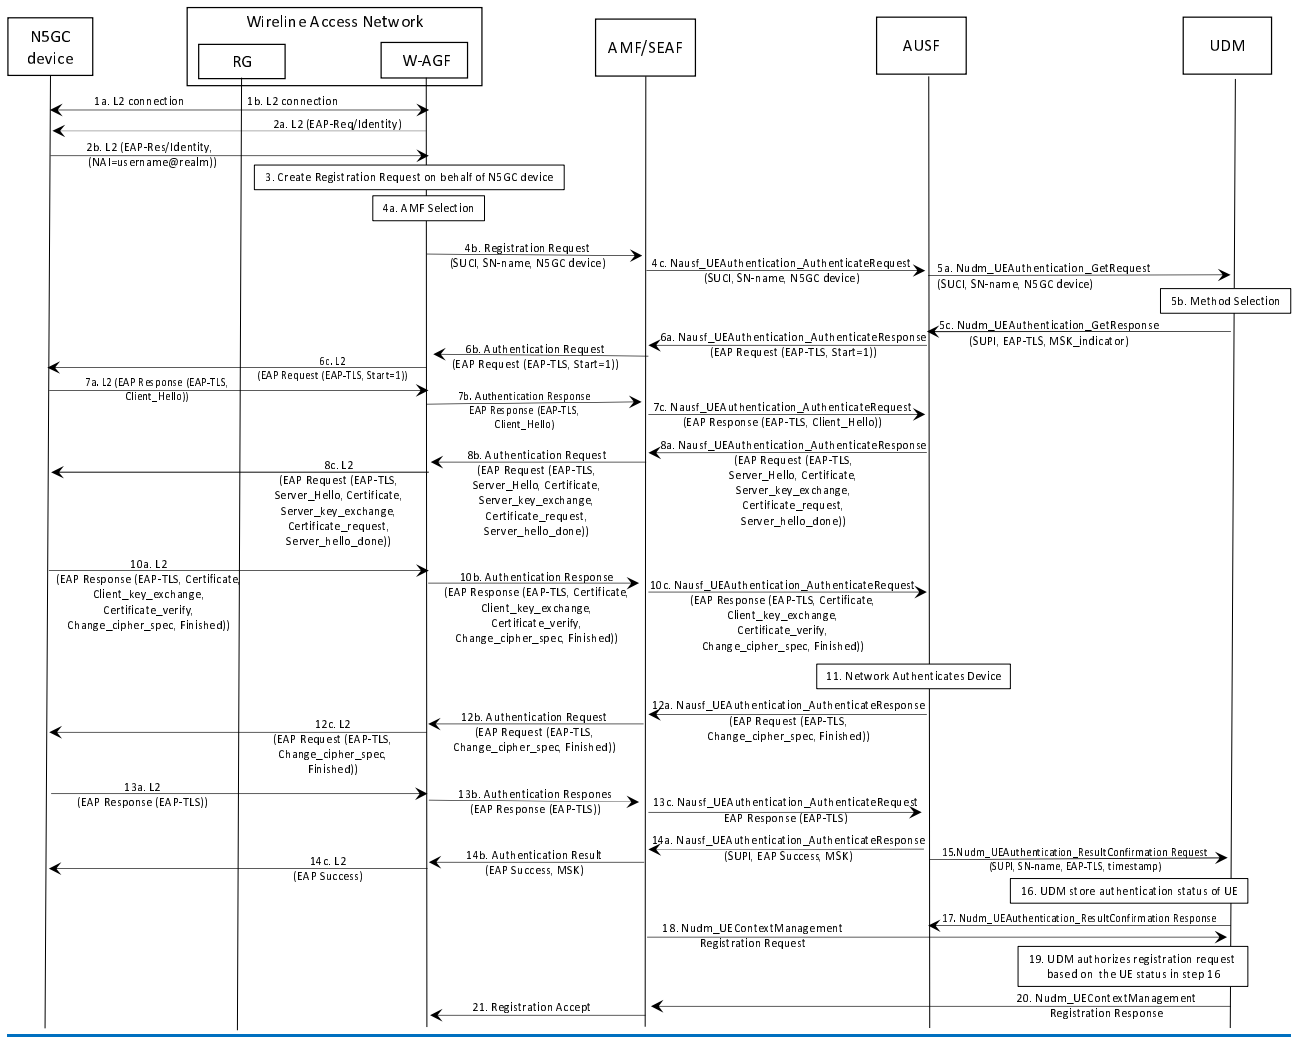 N5GC
device
Wireline Access Network
RG
W-AGF
AMF/SEAF
AUSF
UDM
1a. L2 connection
1b. L2 connection
2a. L2 (EAP-Req/Identity)
2b. L2 (EAP-Res/Identity,
(NAI=username@realm))
3. Create Registration Request on behalf of N5GC device
4a. AMF Selection
4b. Registration Request
(SUCI, SN-name, N5GC device)
4c. Nausf_UEAuthentication_AuthenticateRequest
(SUCI, SN-name, N5GC device)
5a. Nudm_UEAuthentication_GetRequest
(SUCI, SN-name, N5GC device)
5b. Method Selection
5c. Nudm_UEAuthentication_GetResponse
(SUPI, EAP-TLS, MSK_indicator)
6a. Nausf_UEAuthentication_AuthenticateResponse
(EAP Request (EAP-TLS, Start=1))
6b. Authentication Request
(EAP Request (EAP-TLS, Start=1))
6c. L2
(EAP Request (EAP-TLS, Start=1))
7a. L2 (EAP Response (EAP-TLS,
Client_Hello))
7b. Authentication Response
EAP Response (EAP-TLS,
Client_Hello)
7c. Nausf_UEAuthentication_AuthenticateRequest
(EAP Response (EAP-TLS, Client_Hello))
8a. Nausf_UEAuthentication_AuthenticateResponse
(EAP Request (EAP-TLS,
Server_Hello, Certificate,
Server_key_exchange,
Certificate_request,
Server_hello_done))
8b. Authentication Request
(EAP Request (EAP-TLS,
Server_Hello, Certificate,
Server_key_exchange,
Certificate_request,
Server_hello_done))
8c. L2
(EAP Request (EAP-TLS,
Server_Hello, Certificate,
Server_key_exchange,
Certificate_request,
Server_hello_done))
10a. L2
(EAP Response (EAP-TLS, Certificate,
Client_key_exchange,
Certificate_verify,
Change_cipher_spec, Finished))
10b. Authentication Response
(EAP Response (EAP-TLS, Certificate,
Client_key_exchange,
Certificate_verify,
Change_cipher_spec, Finished))
10c. Nausf_UEAuthentication_AuthenticateRequest
(EAP Response (EAP-TLS, Certificate,
Client_key_exchange,
Certificate_verify,
Change_cipher_spec, Finished))
11. Network Authenticates Device
12a. Nausf_UEAuthentication_AuthenticateResponse
(EAP Request (EAP-TLS,
Change_cipher_spec, Finished))
12b. Authentication Request
(EAP Request (EAP-TLS,
Change_cipher_spec, Finished))
12c. L2
(EAP Request (EAP-TLS,
Change_cipher_spec,
Finished))
13a. L2
(EAP Response (EAP-TLS))
13b. Authentication Respones
(EAP Response (EAP-TLS))
13c. Nausf_UEAuthentication_AuthenticateRequest
EAP Response (EAP-TLS)
14a. Nausf_UEAuthentication_AuthenticateResponse
(SUPI, EAP Success, MSK)
14b. Authentication Result
(EAP Success, MSK)
14c. L2
(EAP Success)
15.Nudm_UEAuthentication_ResultConfirmation Request
(SUPI, SN-name, EAP-TLS, timestamp)
16. UDM store authentication status of UE
17. Nudm_UEAuthentication_ResultConfirmation Response
18. Nudm_UEContextManagement
Registration Request
19. UDM authorizes registration request
based on the UE status in step 16
20. Nudm_UEContextManagement
Registration Response
21. Registration Accept